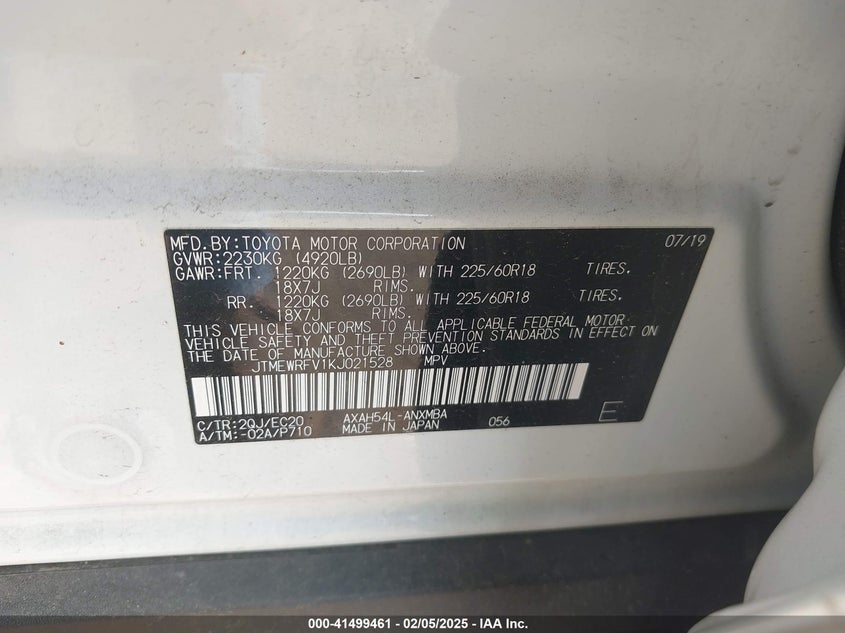 MFD.BY:TOYOTA MOTOR CORPORATION 07/19
GVWR:2230KG (4920LB)
GAWR:FRT. 1220KG (2690LB) WITH 225/60R18 TIRES.
18X7J RIMS.
RR. 1220KG (2690LB) WITH 225/60R18 TIRES.
18X7J RIMS.
THIS VEHICLE CONFORMS TO ALL APPLICABLE FEDERAL MOTOR
VEHICLE SAFETY AND THEFT PREVENTION STANDARDS IN EFFECT ON
THE DATE OF MANUFACTURE SHOWN ABOVE.
JTMEWRFV1KJ021528 MPV
C/TR:2QJ/EC20 AXAH54L-ANXMBA 056 E
A/TM:-02A/P710 MADE IN JAPAN
000-41499461 - 02/05/2025 - IAA Inc.